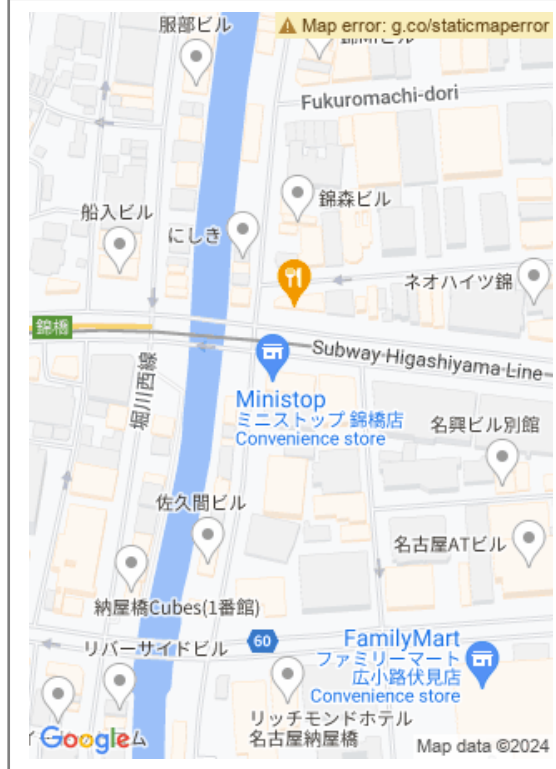 服部ビル
Map error: g.co/staticmaperror
Fukuromachi-dori
錦森ビル
船入ビル
にしき
ネオハイツ錦
錦橋
Subway Higashiyama Line
堀川西線
Ministop
ミニストップ 錦橋店
Convenience store
名興ビル別館
佐久間ビル
名古屋ATビル
納屋橋Cubes(1番館)
リバーサイドビル
60
FamilyMart
ファミリーマート
広小路伏見店
Convenience store
リッチモンドホテル
名古屋納屋橋
Google
Map data ©2024